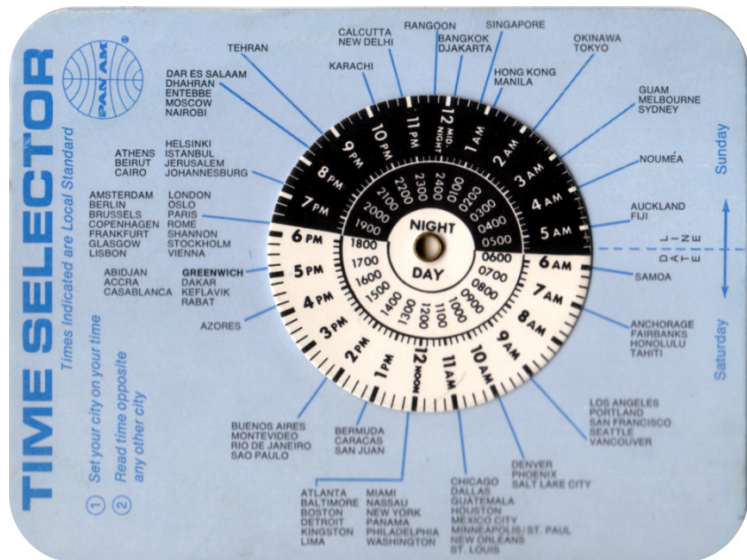 TIME SELECTOR
Times Indicated are Local Standard
① Set your city on your time
② Read time opposite
any other city
PAN AM®
TEHRAN
CALCUTTA
NEW DELHI
KARACHI
RANGOON
BANGKOK
DJAKARTA
SINGAPORE
HONG KONG
MANILA
OKINAWA
TOKYO
GUAM
MELBOURNE
SYDNEY
NOUMÉA
AUCKLAND
FIJI
LINE
DATE
Sunday
Saturday
SAMOA
ANCHORAGE
FAIRBANKS
HONOLULU
TAHITI
LOS ANGELES
PORTLAND
SAN FRANCISCO
SEATTLE
VANCOUVER
DENVER
PHOENIX
SALT LAKE CITY
CHICAGO
DALLAS
GUATEMALA
HOUSTON
MEXICO CITY
MINNEAPOLIS/ST. PAUL
NEW ORLEANS
ST. LOUIS
ATLANTA MIAMI
BALTIMORE NASSAU
BOSTON NEW YORK
DETROIT PANAMA
KINGSTON PHILADELPHIA
LIMA WASHINGTON
BERMUDA
CARACAS
SAN JUAN
BUENOS AIRES
MONTEVIDEO
RIO DE JANEIRO
SAO PAULO
AZORES
ABIDJAN GREENWICH
ACCRA DAKAR
CASABLANCA KEFLAVIK
RABAT
AMSTERDAM LONDON
BERLIN OSLO
BRUSSELS PARIS
COPENHAGEN ROME
FRANKFURT SHANNON
GLASGOW STOCKHOLM
LISBON VIENNA
HELSINKI
ATHENS ISTANBUL
BEIRUT JERUSALEM
CAIRO JOHANNESBURG
DAR ES SALAAM
DHAHRAN
ENTEBBE
MOSCOW
NAIROBI
12 MID-NIGHT
1 AM
2 AM
3 AM
4 AM
5 AM
6 AM
7 AM
8 AM
9 AM
10 AM
11 AM
12 NOON
1 PM
2 PM
3 PM
4 PM
5 PM
6 PM
7 PM
8 PM
9 PM
10 PM
11 PM
2400
0010
0200
0300
0400
0500
0600
0700
0800
0900
1000
1100
1200
1300
1400
1500
1600
1700
1800
1900
2000
2100
2200
2300
NIGHT
DAY